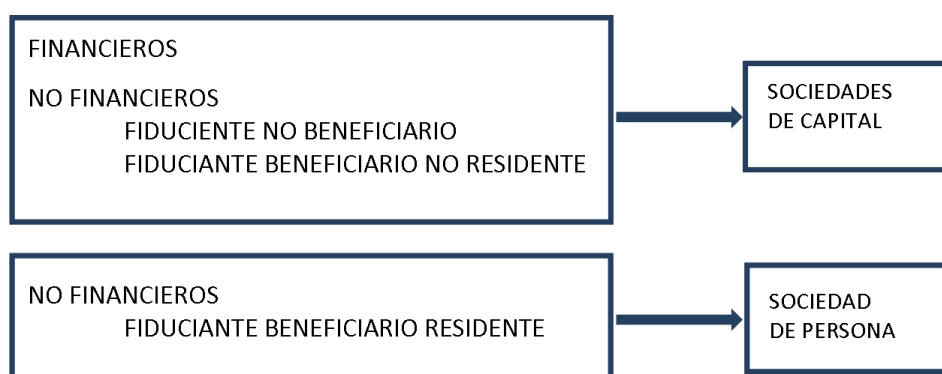 FINANCIEROS
NO FINANCIEROS
FIDUCIENTE NO BENEFICIARIO
FIDUCIANTE BENEFICIARIO NO RESIDENTE
SOCIEDADES
DE CAPITAL
NO FINANCIEROS
FIDUCIANTE BENEFICIARIO RESIDENTE
SOCIEDAD
DE PERSONA